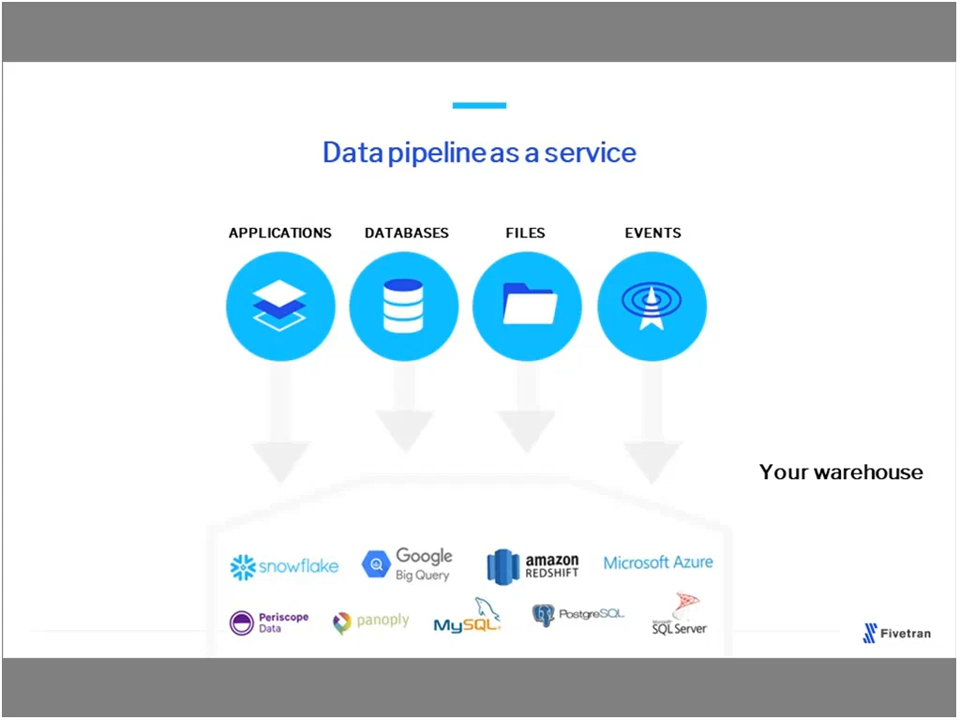 Data pipeline as a service
APPLICATIONS DATABASES FILES EVENTS
Your warehouse
snowflake Google Big Query amazon REDSHIFT Microsoft Azure
Periscope Data panoply MySQL PostgreSQL Microsoft SQL Server
Fivetran